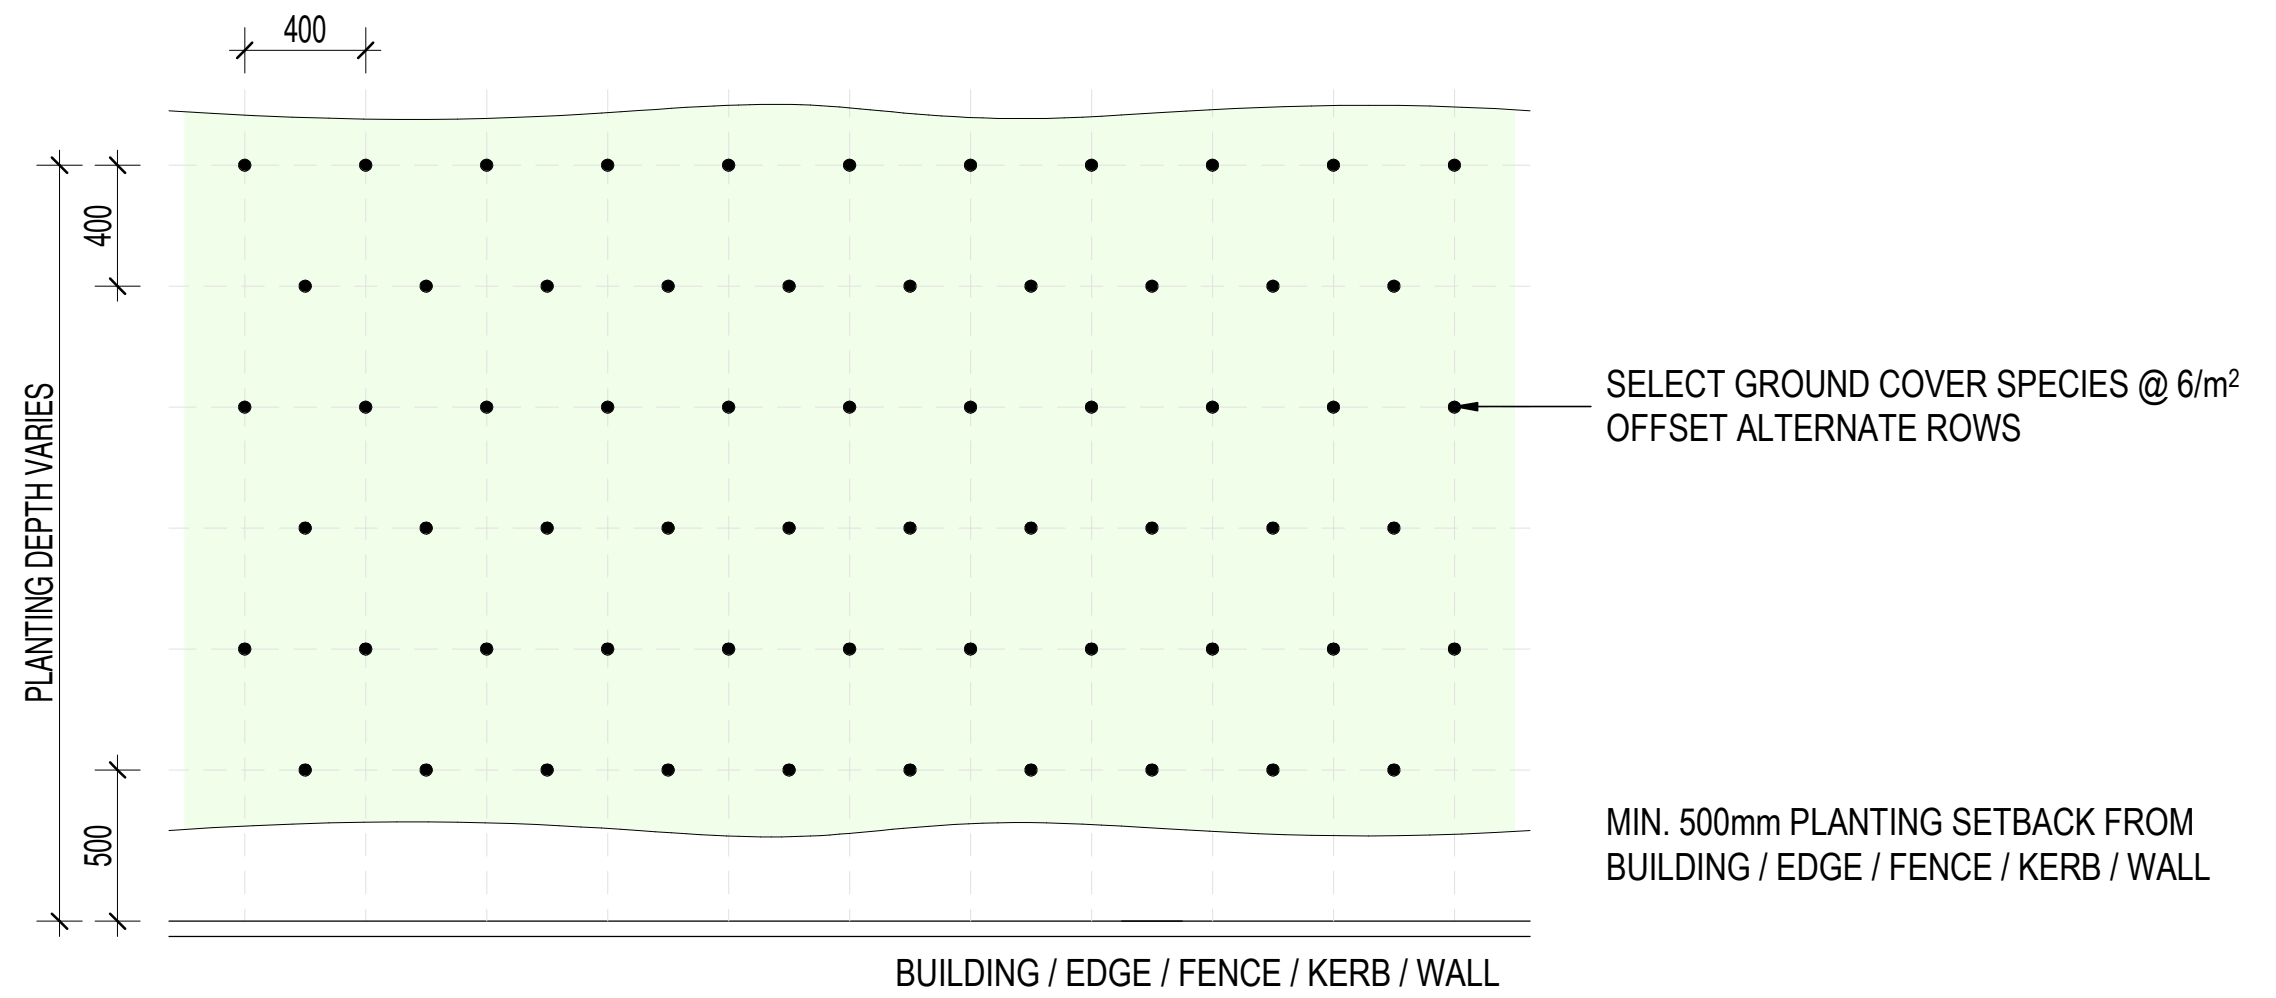 400
400
PLANTING DEPTH VARIES
SELECT GROUND COVER SPECIES @ 6/m²
OFFSET ALTERNATE ROWS
500
MIN. 500mm PLANTING SETBACK FROM
BUILDING / EDGE / FENCE / KERB / WALL
BUILDING / EDGE / FENCE / KERB / WALL